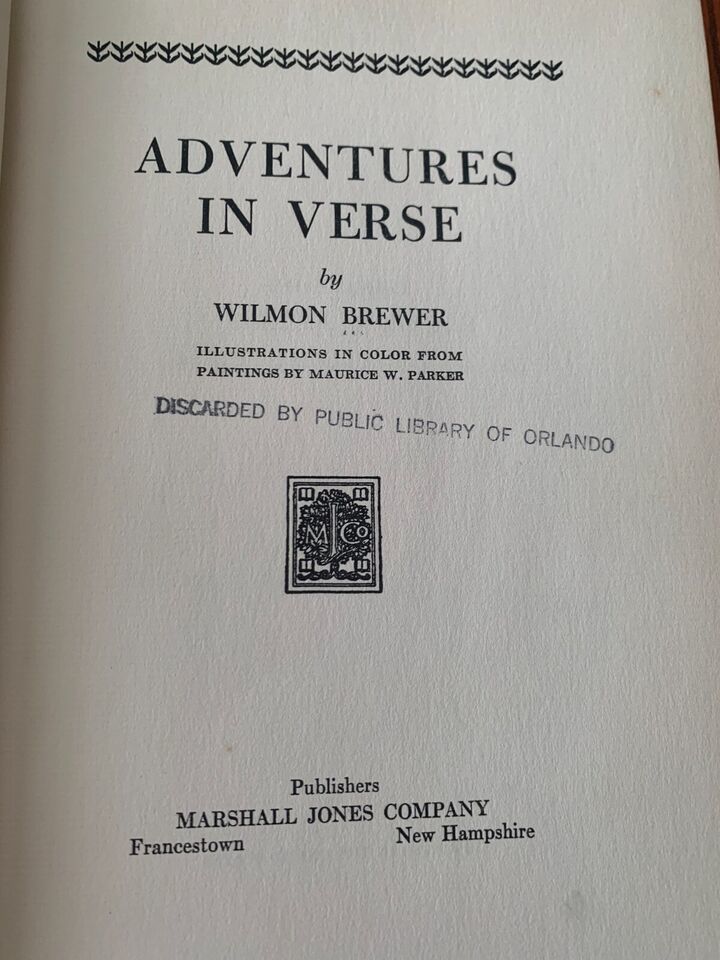 ADVENTURES
IN VERSE
by
WILMON BREWER
ILLUSTRATIONS IN COLOR FROM
PAINTINGS BY MAURICE W. PARKER
DISCARDED BY PUBLIC LIBRARY OF ORLANDO
M J Co
Publishers
MARSHALL JONES COMPANY
Francestown New Hampshire